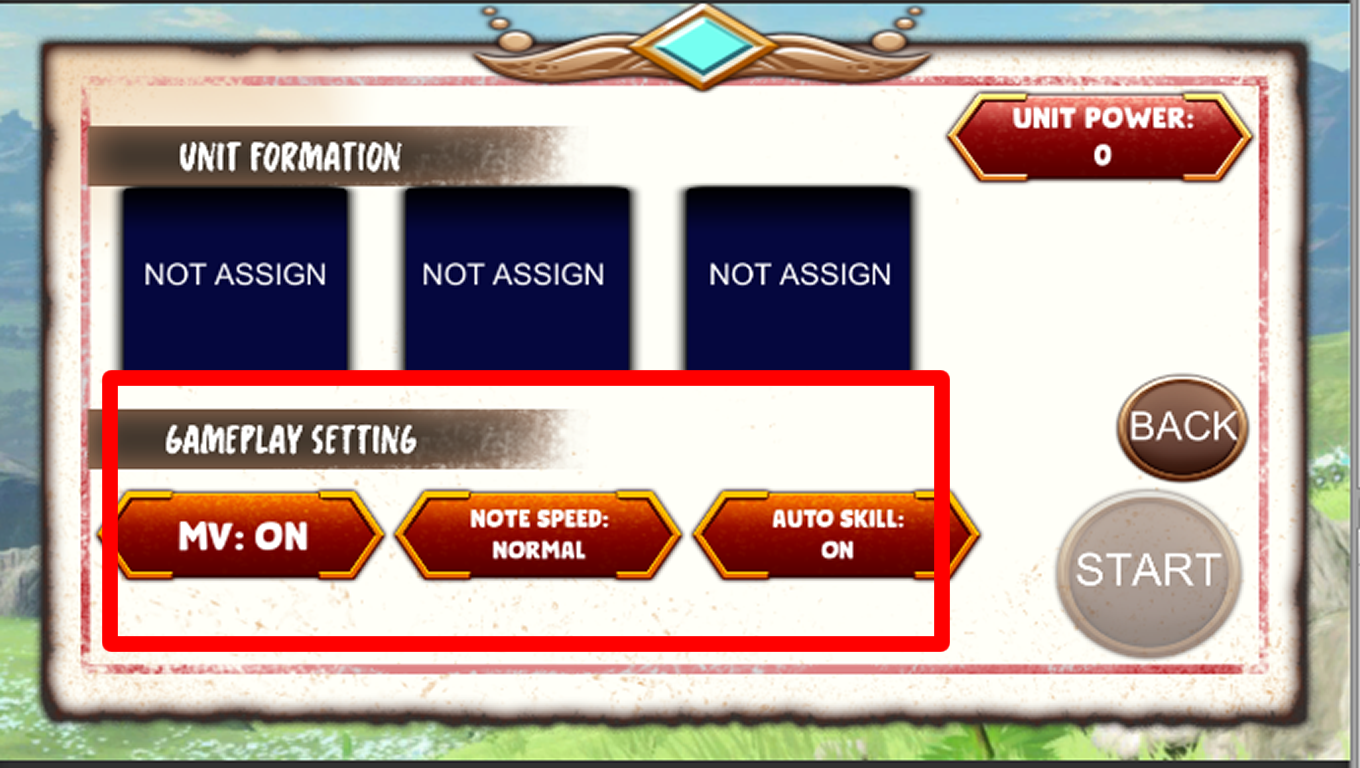 UNIT POWER:
0
UNIT FORMATION
NOT ASSIGN
NOT ASSIGN
NOT ASSIGN
GAMEPLAY SETTING
MV: ON
NOTE SPEED:
NORMAL
AUTO SKILL:
ON
BACK
START